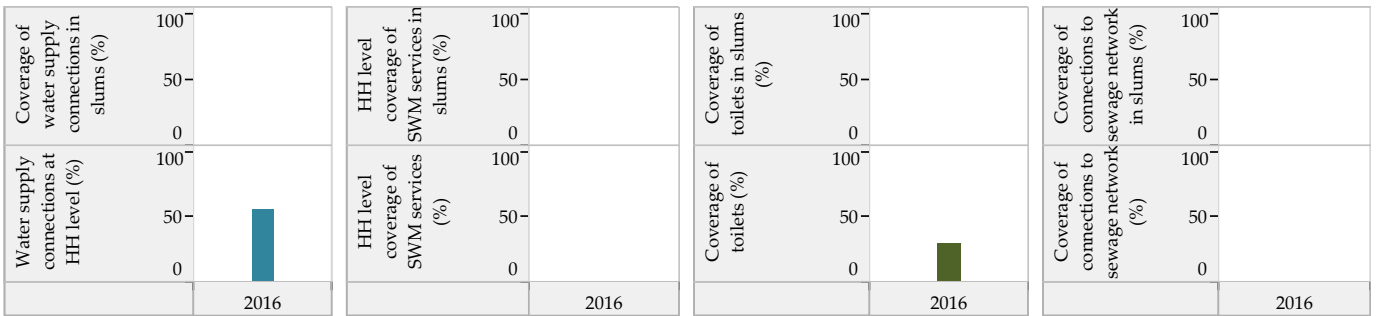 Coverage of
water supply
connections in
slums (%)
100
50
0
Water supply
connections at
HH level (%)
100
50
0
2016
HH level
coverage of
SWM services in
slums (%)
100
50
0
HH level
coverage of
SWM services
(%)
100
50
0
2016
Coverage of
toilets in slums
(%)
100
50
0
Coverage of
toilets (%)
100
50
0
2016
Coverage of
connections to
sewage network
in slums (%)
100
50
0
Coverage of
connections to
sewage network
(%)
100
50
0
2016